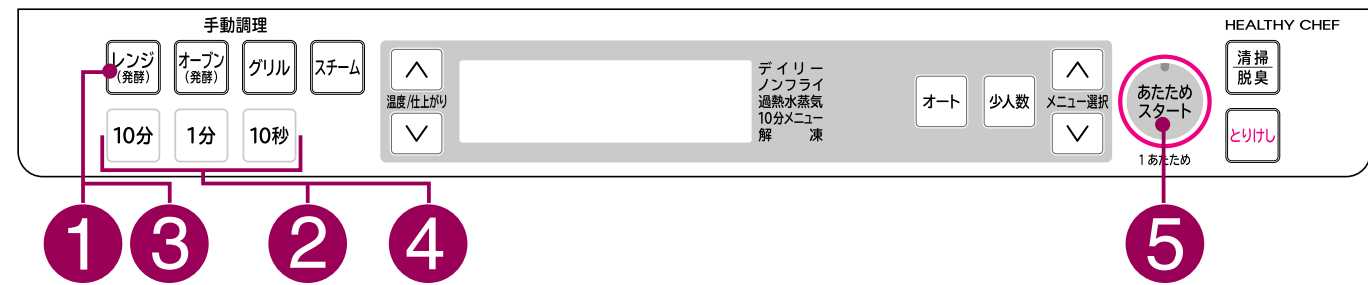 手動調理
HEALTHY CHEF
レンジ
(発酵)
オーブン
(発酵)
グリル
スチーム
10分
1分
10秒
温度/仕上がり
デイリー
ノンフライ
過熱水蒸気
10分メニュー
解 凍
オート
少人数
メニュー選択
あたため
スタート
1あたため
清掃
脱臭
とりけし
1
3
2
4
5